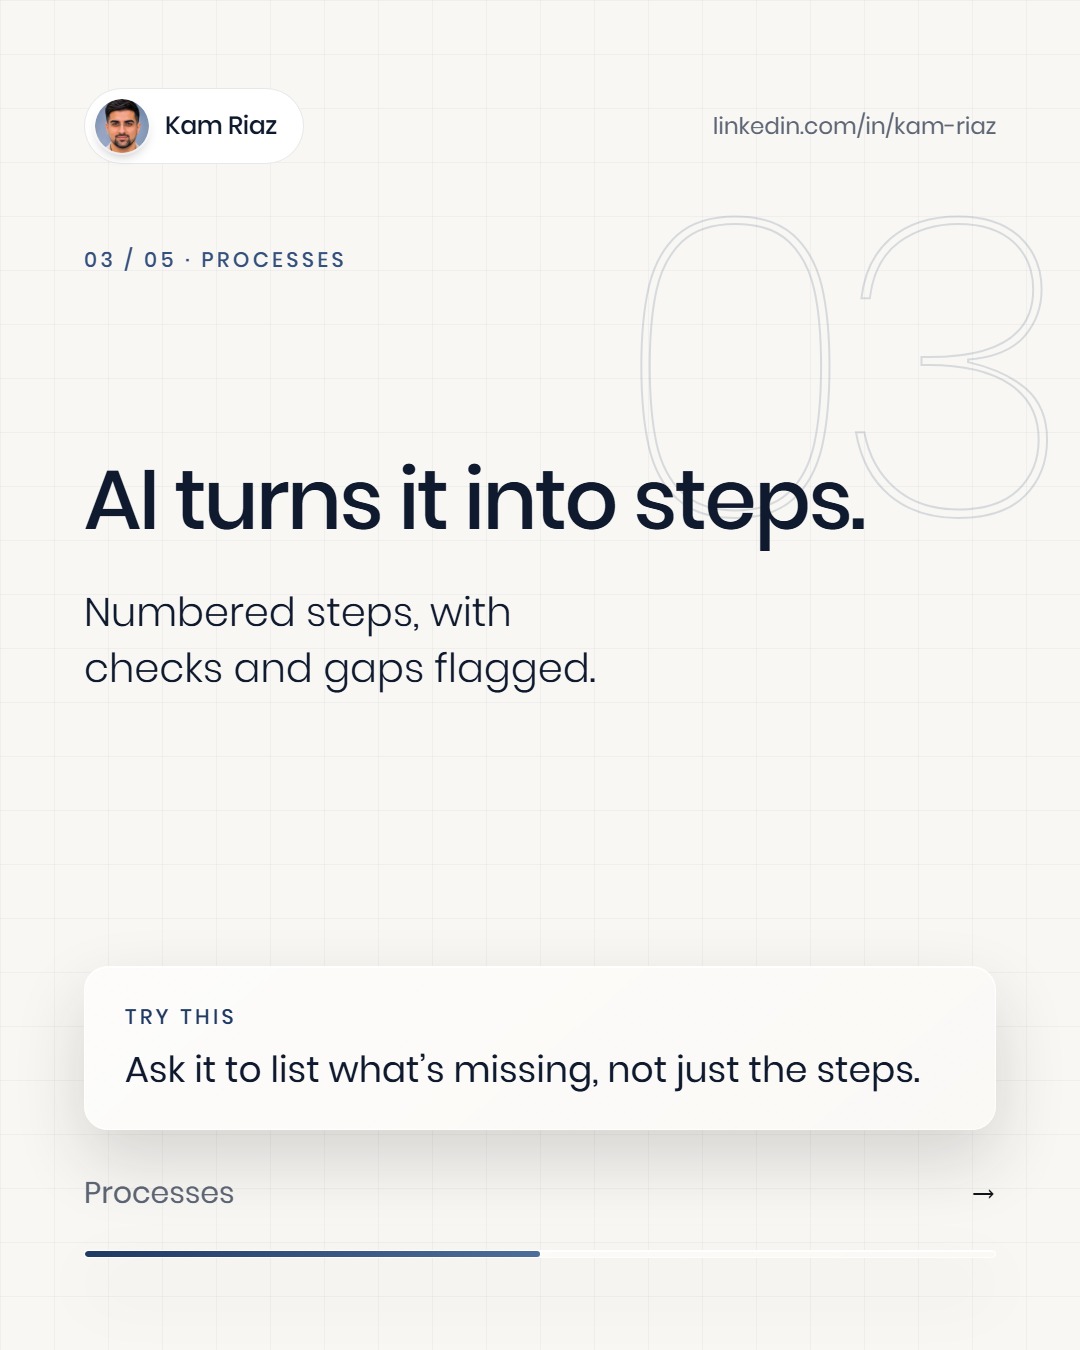 Kam Riaz
linkedin.com/in/kam-riaz
03 / 05 · PROCESSES
03
AI turns it into steps.
Numbered steps, with
checks and gaps flagged.
TRY THIS
Ask it to list what’s missing, not just the steps.
Processes →